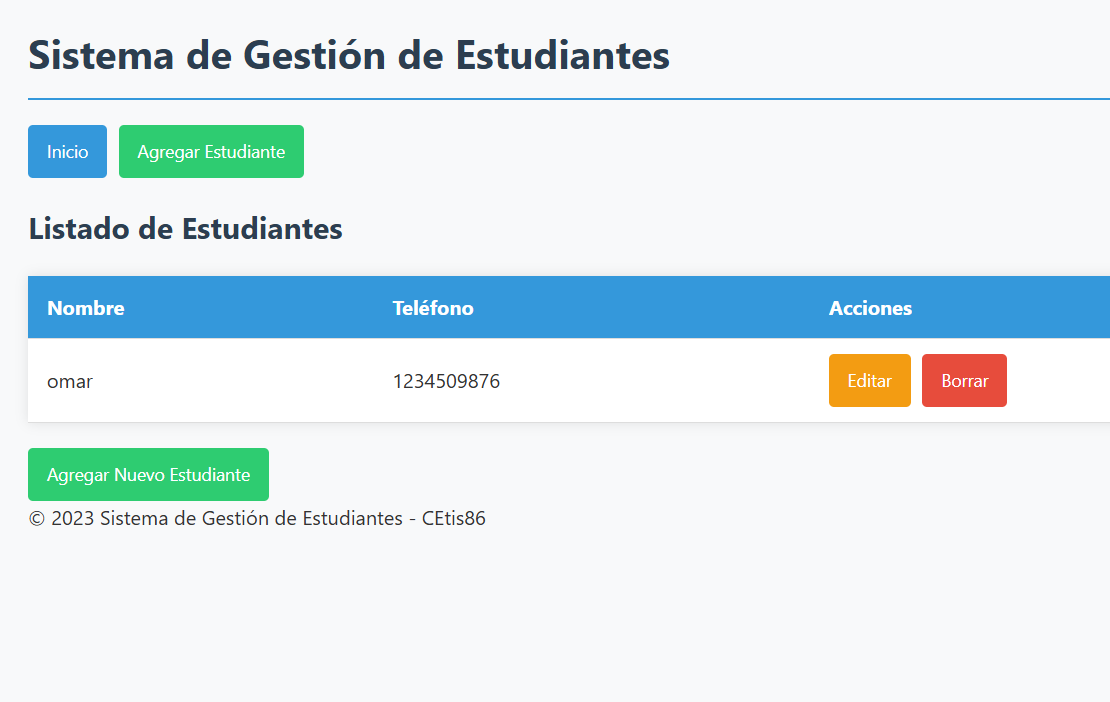 Sistema de Gestión de Estudiantes
Inicio Agregar Estudiante
Listado de Estudiantes
Nombre Teléfono Acciones
omar 1234509876 Editar Borrar
Agregar Nuevo Estudiante
© 2023 Sistema de Gestión de Estudiantes - CEtis86